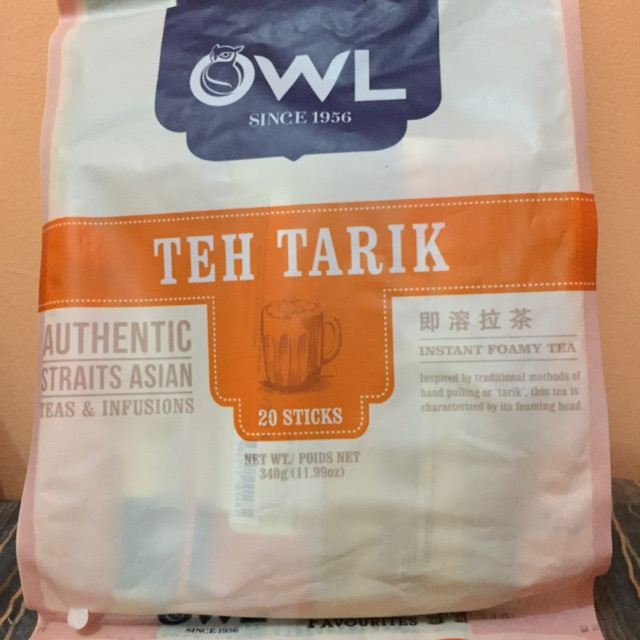 OWL
SINCE 1956
TEH TARIK
AUTHENTIC
STRAITS ASIAN
TEAS & INFUSIONS
20 STICKS
即溶拉茶
INSTANT FOAMY TEA
Inspired by traditional methods of
hand pulling or 'tarik', this tea is
characterized by its foaming head.
NET WT./ POIDS NET
340g (11.99oz)
OWL
SINCE 1956
FAVOURITES